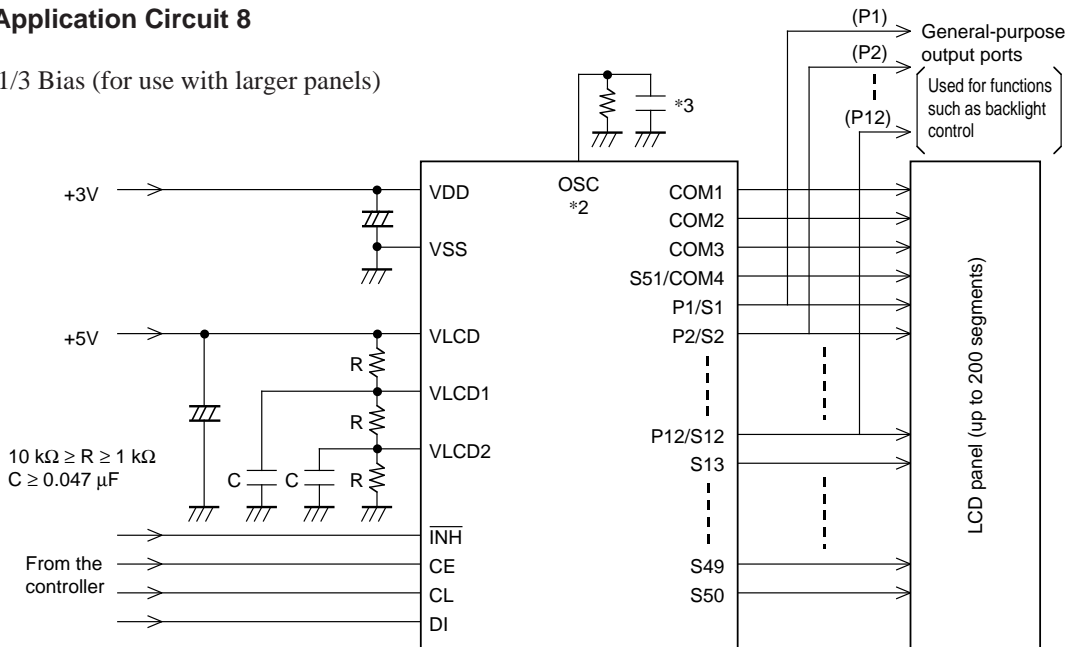 Application Circuit 8
1/3 Bias (for use with larger panels)
(P1)
General-purpose
output ports
(P2)
Used for functions
such as backlight
control
(P12)
*3
+3V
VDD
OSC
*2
COM1
COM2
VSS
COM3
S51/COM4
P1/S1
+5V
VLCD
P2/S2
R
VLCD1
R
P12/S12
VLCD2
S13
10 kΩ ≥ R ≥ 1 kΩ
C ≥ 0.047 μF
C
C
R
LCD panel (up to 200 segments)
INH
From the
controller
CE
S49
CL
S50
DI